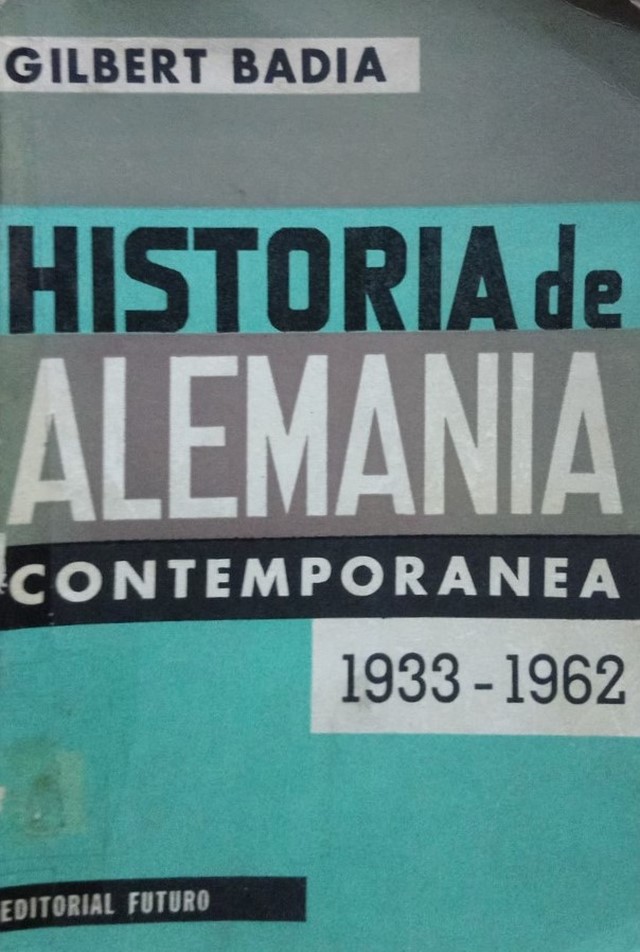 GILBERT BADIA
HISTORIA de
ALEMANIA
CONTEMPORANEA
1933 - 1962
EDITORIAL FUTURO